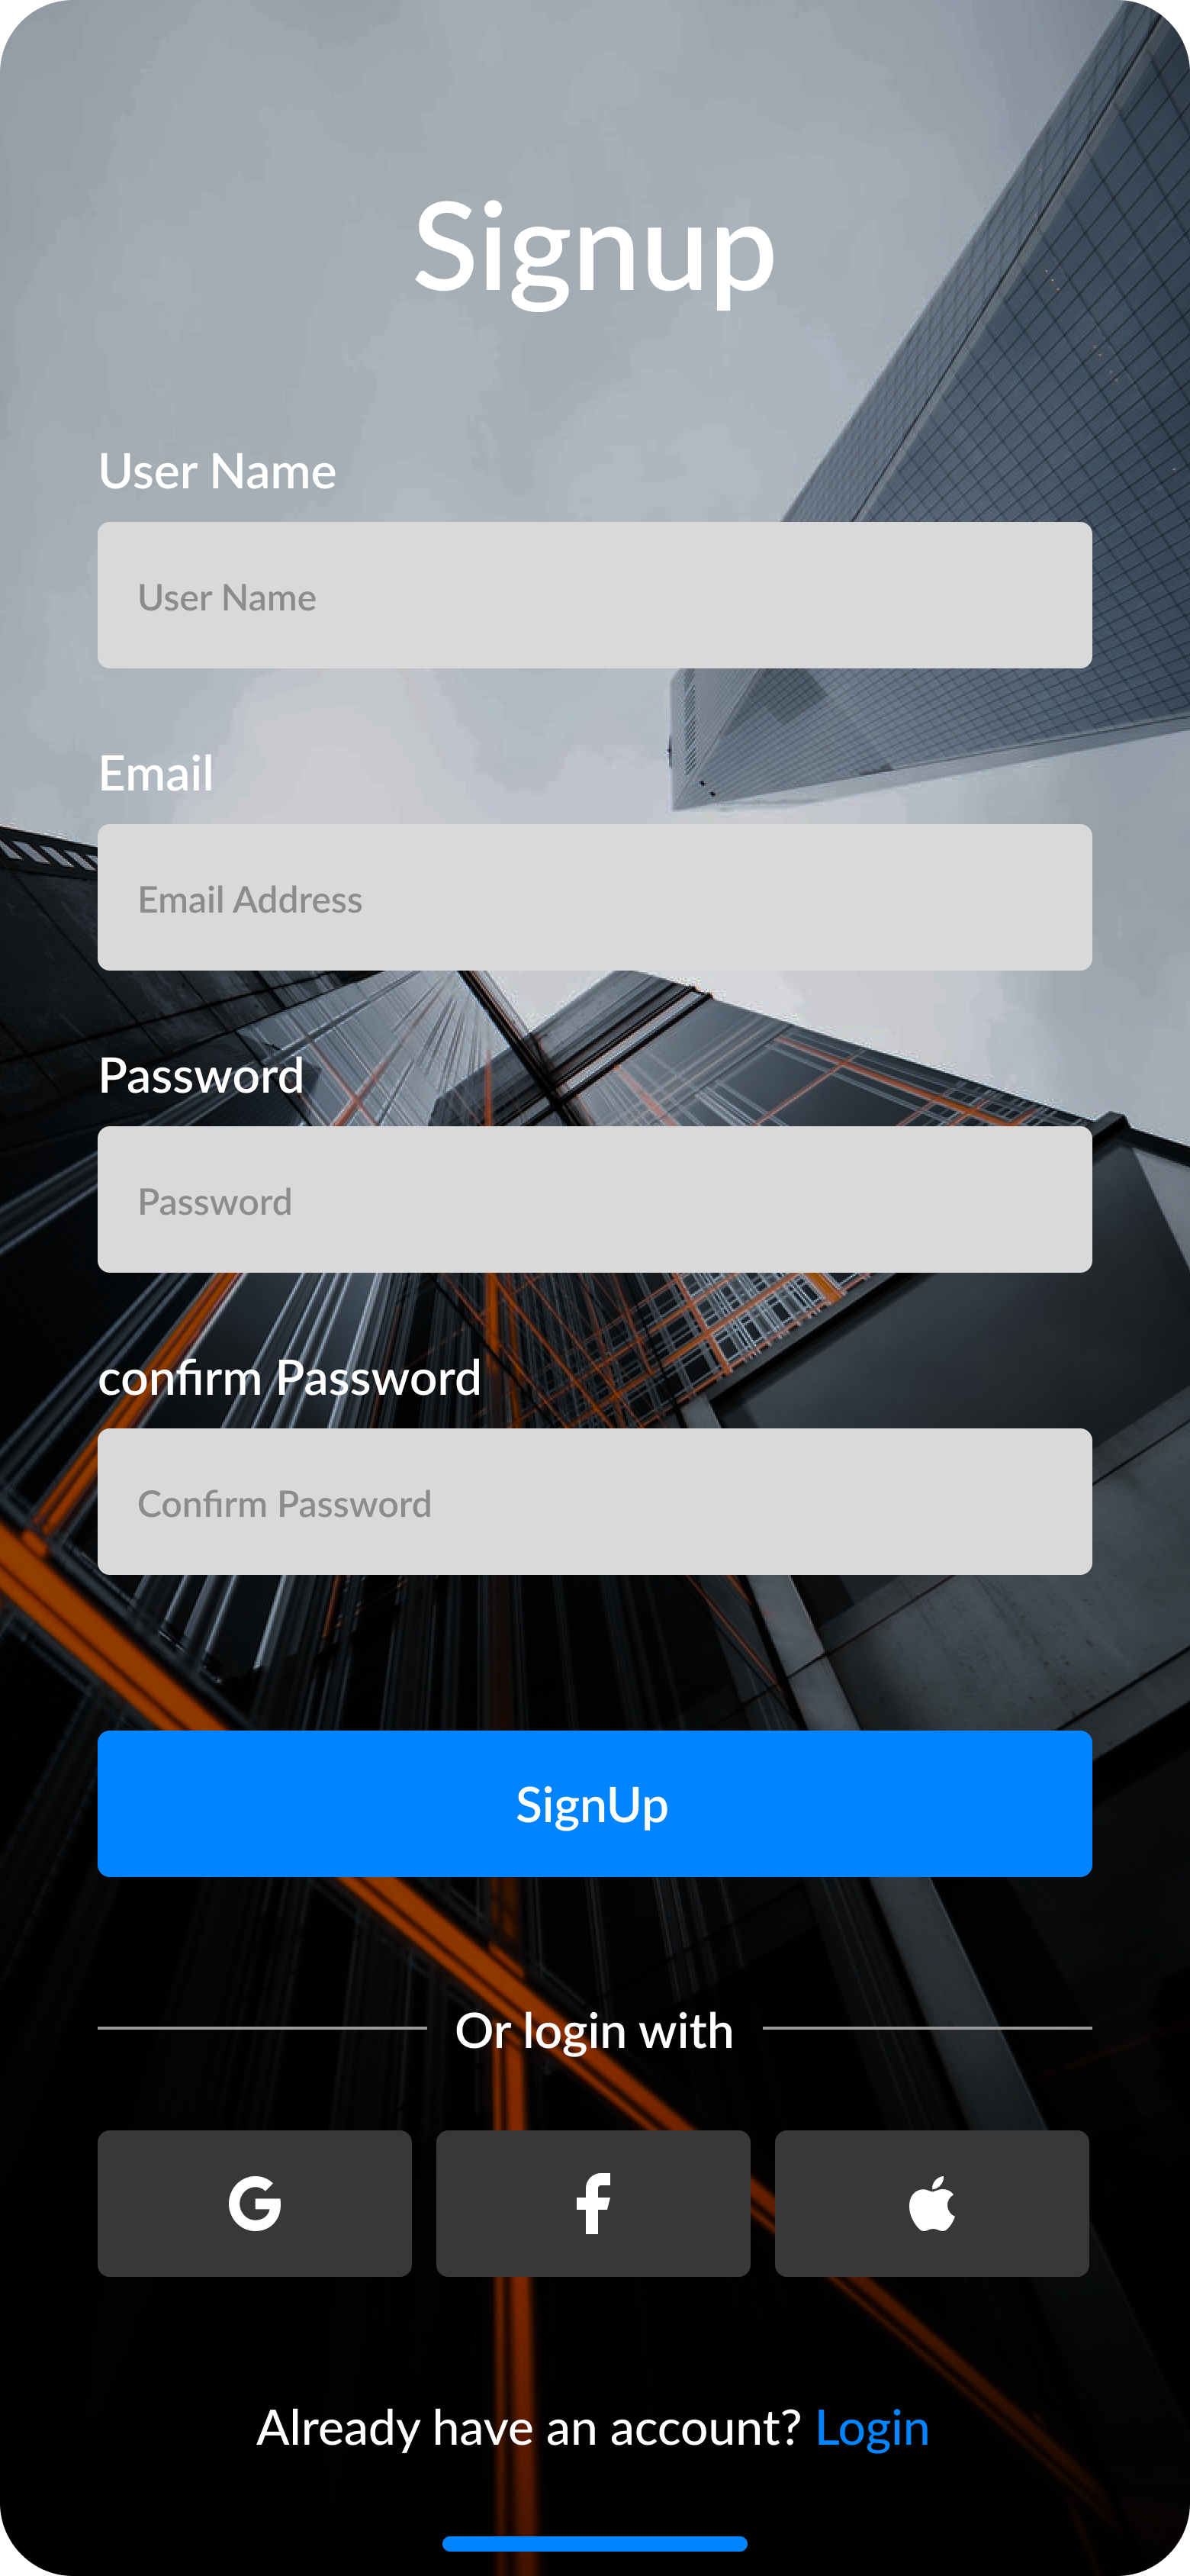 Signup
User Name
User Name
Email
Email Address
Password
Password
confirm Password
Confirm Password
SignUp
Or login with
Already have an account? Login